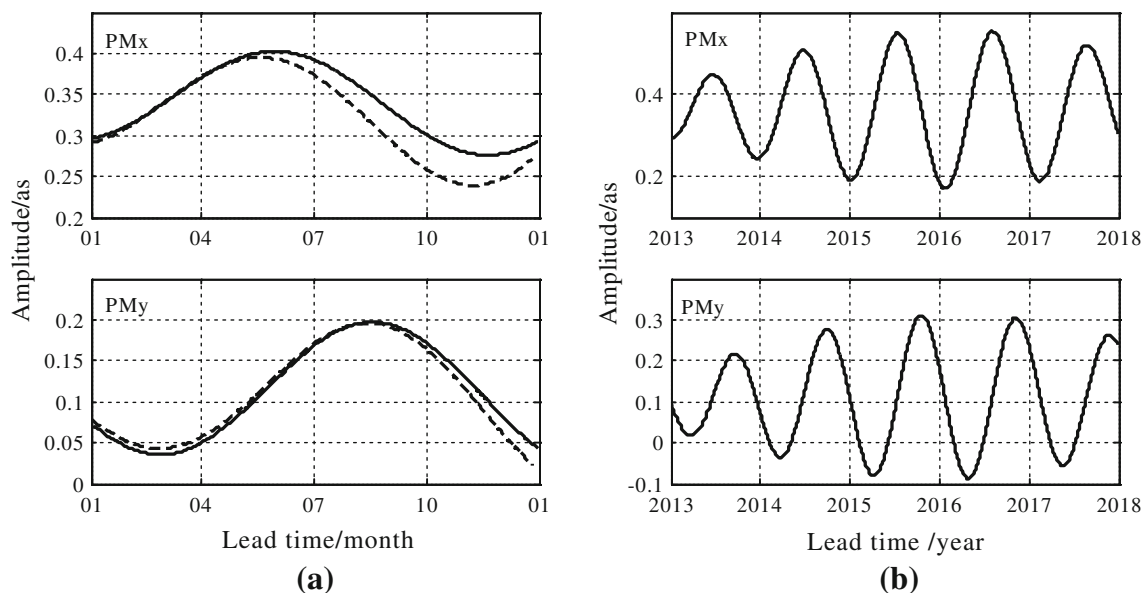 PMx
0.4
0.35
0.3
0.25
0.2
01 04 07 10 01
PMy
0.2
0.15
0.1
0.05
0
01 04 07 10 01
Amplitude/as
Lead time/month
(a)
PMx
0.4
0.2
2013 2014 2015 2016 2017 2018
PMy
0.3
0.2
0.1
0
-0.1
2013 2014 2015 2016 2017 2018
Amplitude/as
Lead time /year
(b)